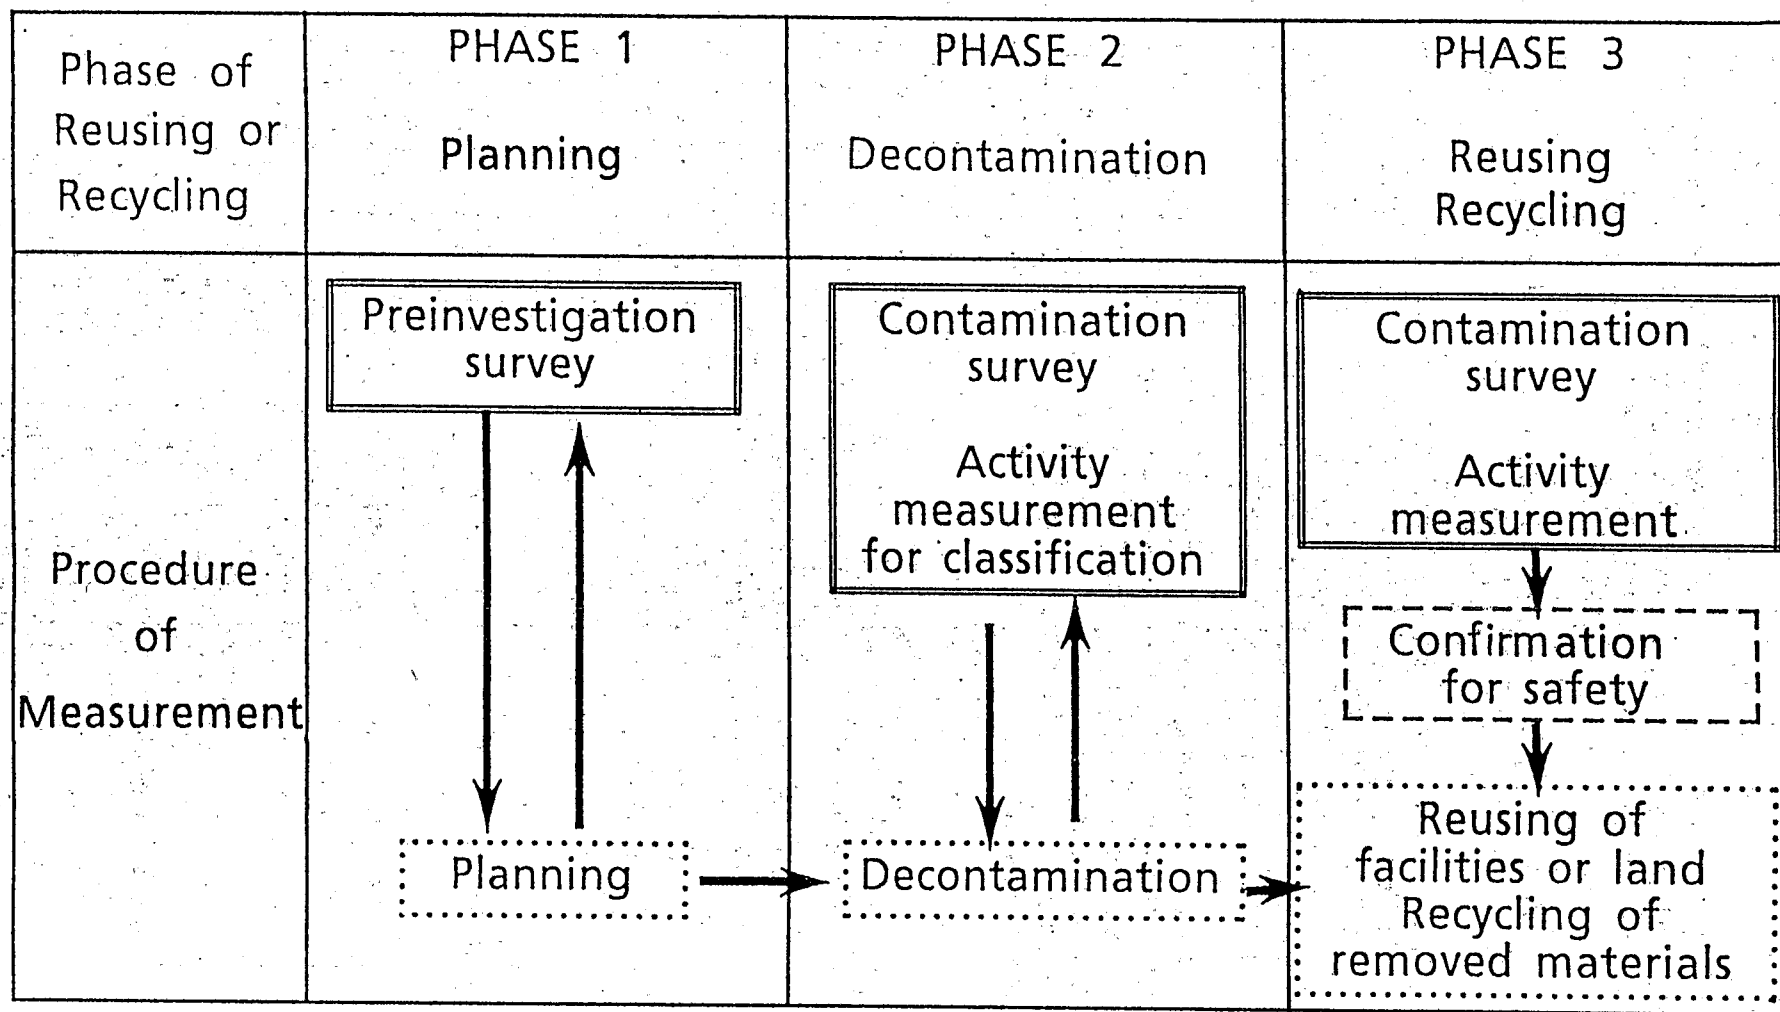 Phase of
Reusing or
Recycling
PHASE 1
Planning
PHASE 2
Decontamination
PHASE 3
Reusing
Recycling
Procedure
of
Measurement
Preinvestigation
survey
Planning
Contamination
survey
Activity
measurement
for classification
Decontamination
Contamination
survey
Activity
measurement
Confirmation
for safety
Reusing of
facilities or land
Recycling of
removed materials